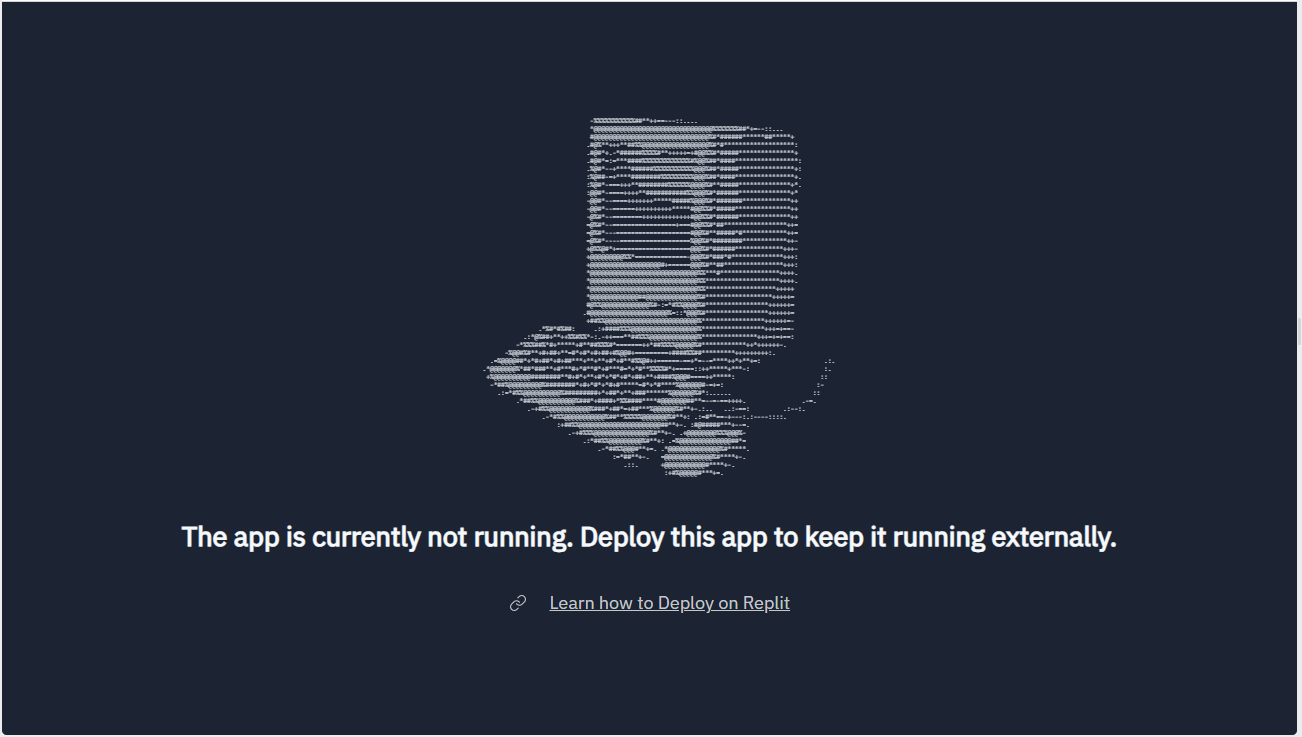 The app is currently not running. Deploy this app to keep it running externally.
Learn how to Deploy on Replit